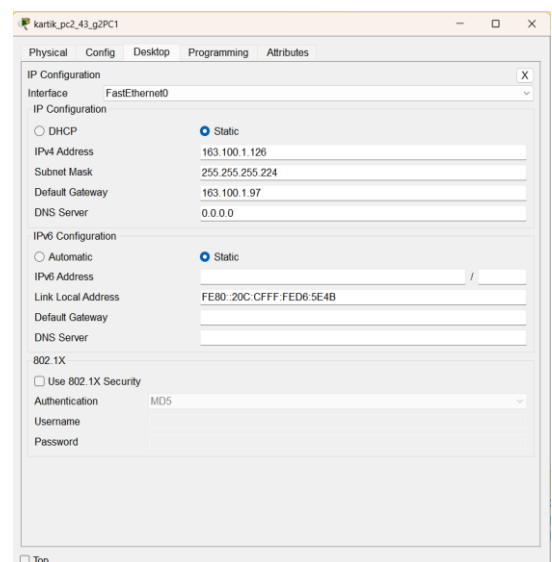 kartik_pc2_43_g2PC1
Physical Config Desktop Programming Attributes
IP Configuration X
Interface FastEthernet0
IP Configuration
DHCP Static
IPv4 Address 163.100.1.126
Subnet Mask 255.255.255.224
Default Gateway 163.100.1.97
DNS Server 0.0.0.0
IPv6 Configuration
Automatic Static
IPv6 Address /
Link Local Address FE80::20C:CFFF:FED6:5E4B
Default Gateway
DNS Server
802.1X
Use 802.1X Security
Authentication MD5
Username
Password
Top